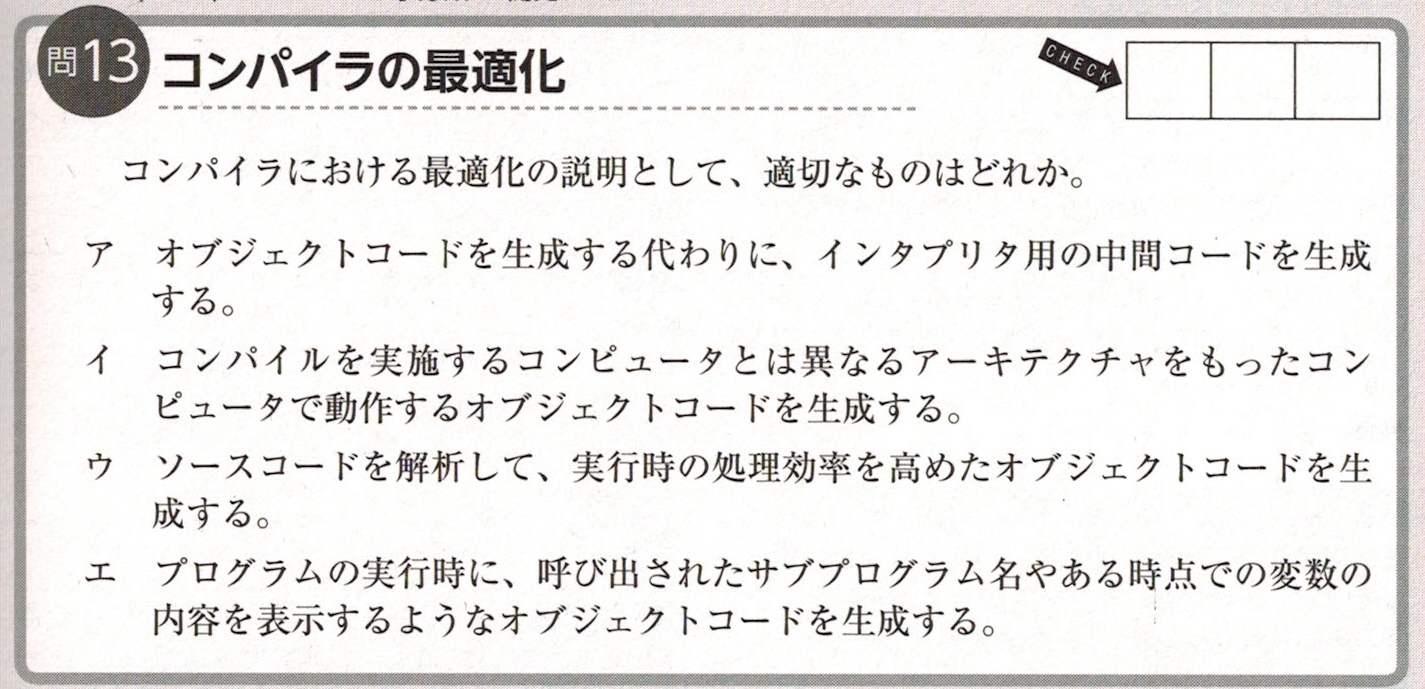 問13 コンパイラの最適化
CHECK
コンパイラにおける最適化の説明として、適切なものはどれか。
ア オブジェクトコードを生成する代わりに、インタプリタ用の中間コードを生成
する。
イ コンパイルを実施するコンピュータとは異なるアーキテクチャをもったコン
ピュータで動作するオブジェクトコードを生成する。
ウ ソースコードを解析して、実行時の処理効率を高めたオブジェクトコードを生
成する。
エ プログラムの実行時に、呼び出されたサブプログラム名やある時点での変数の
内容を表示するようなオブジェクトコードを生成する。